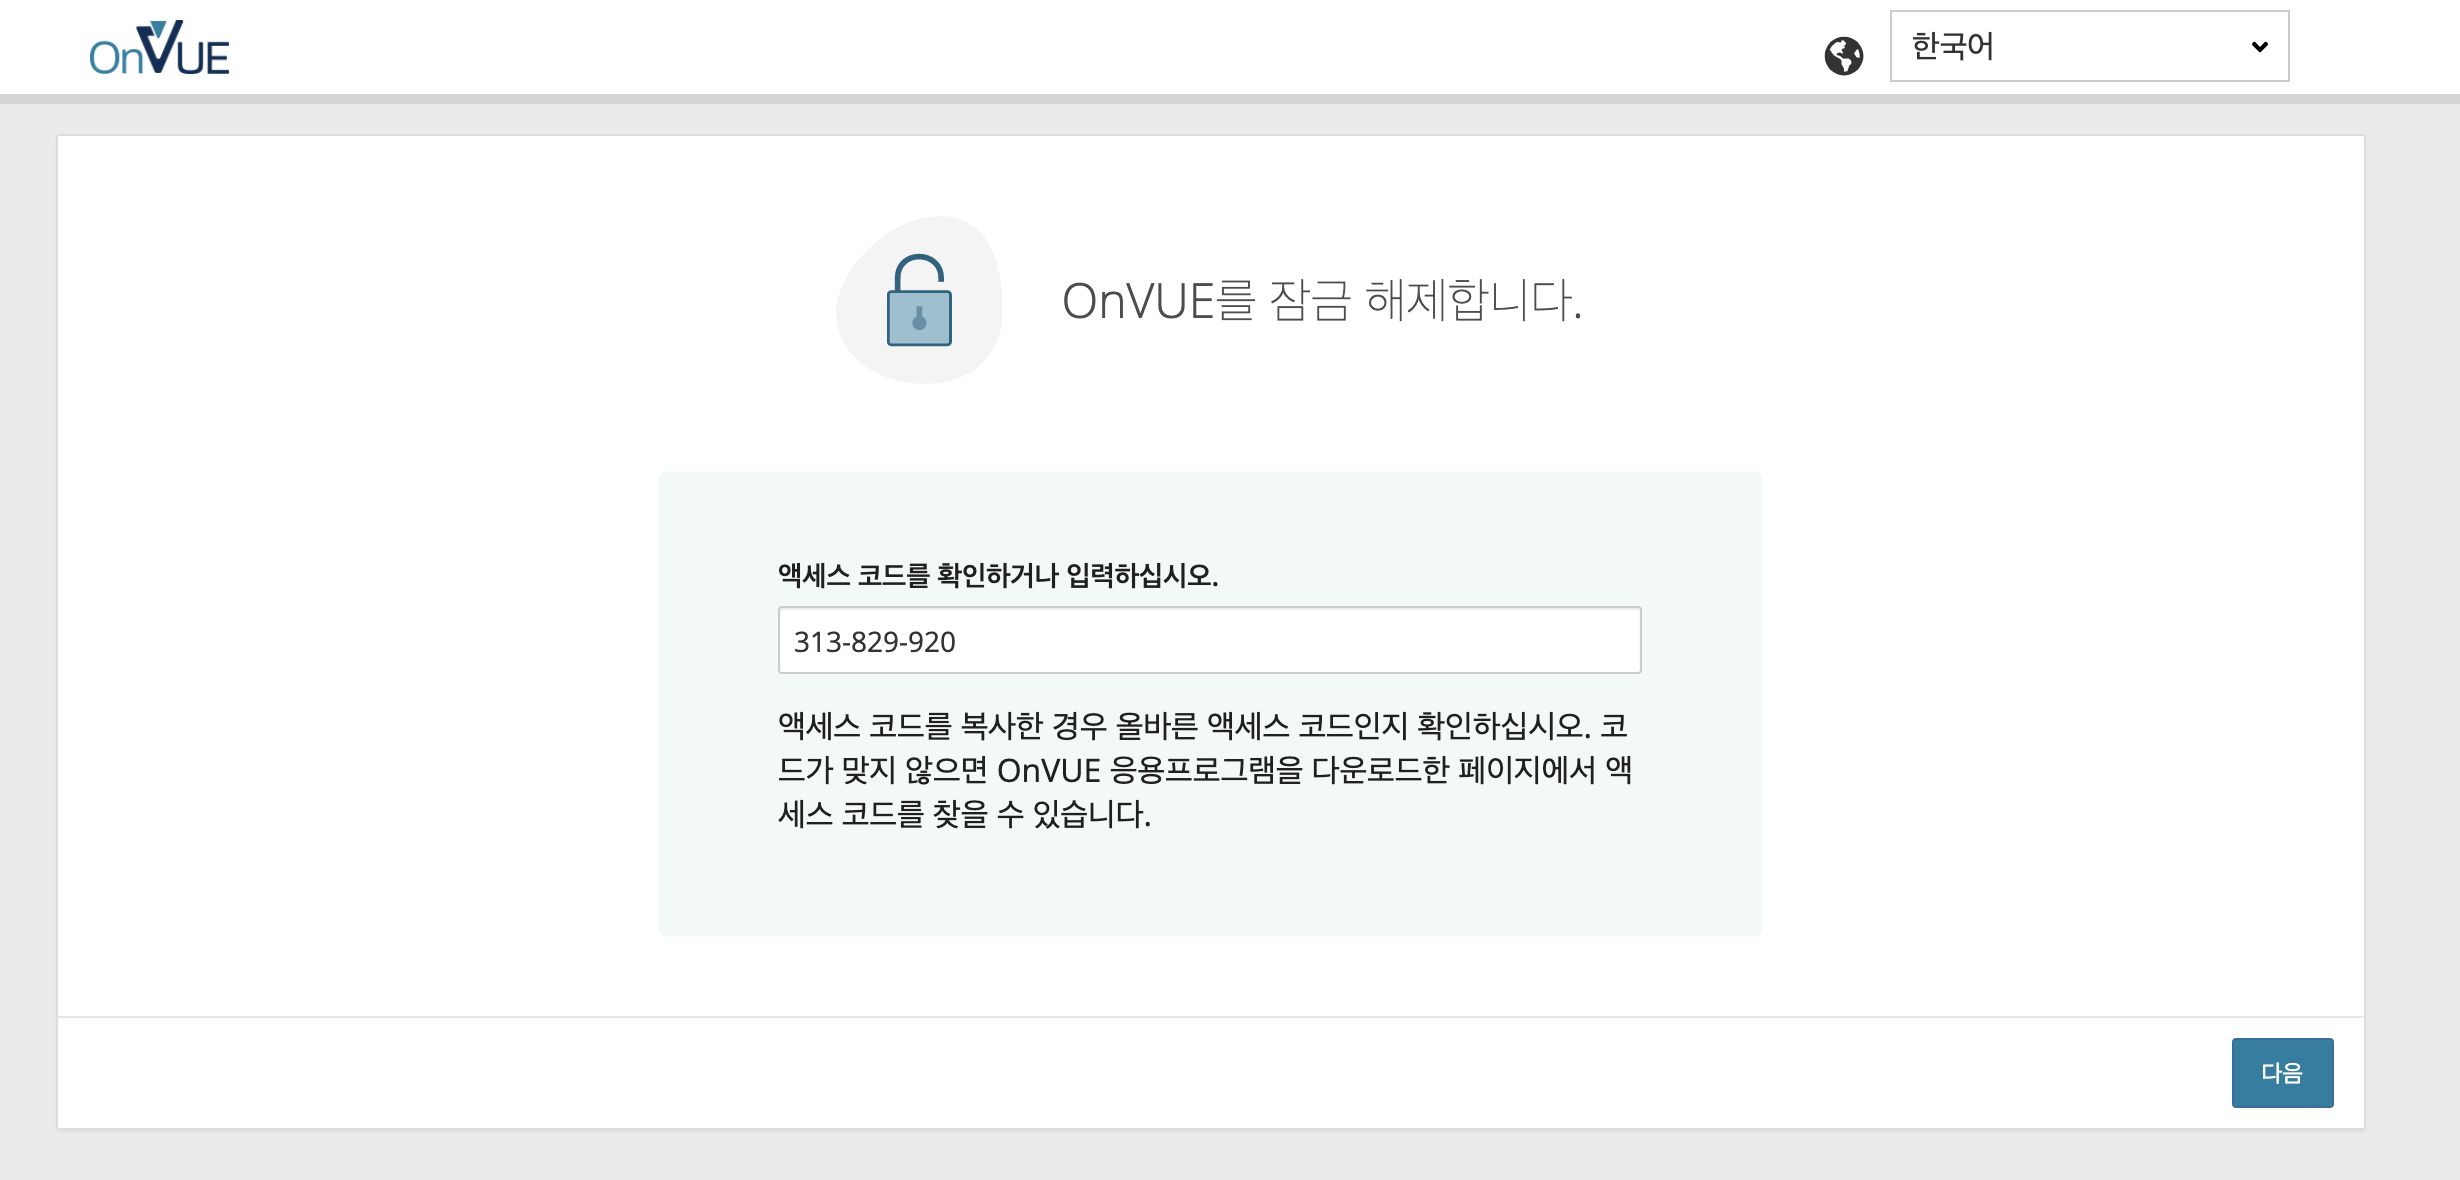 OnVUE
한국어
OnVUE를 잠금 해제합니다.
액세스 코드를 확인하거나 입력하십시오.
313-829-920
액세스 코드를 복사한 경우 올바른 액세스 코드인지 확인하십시오. 코
드가 맞지 않으면 OnVUE 응용프로그램을 다운로드한 페이지에서 액
세스 코드를 찾을 수 있습니다.
다음